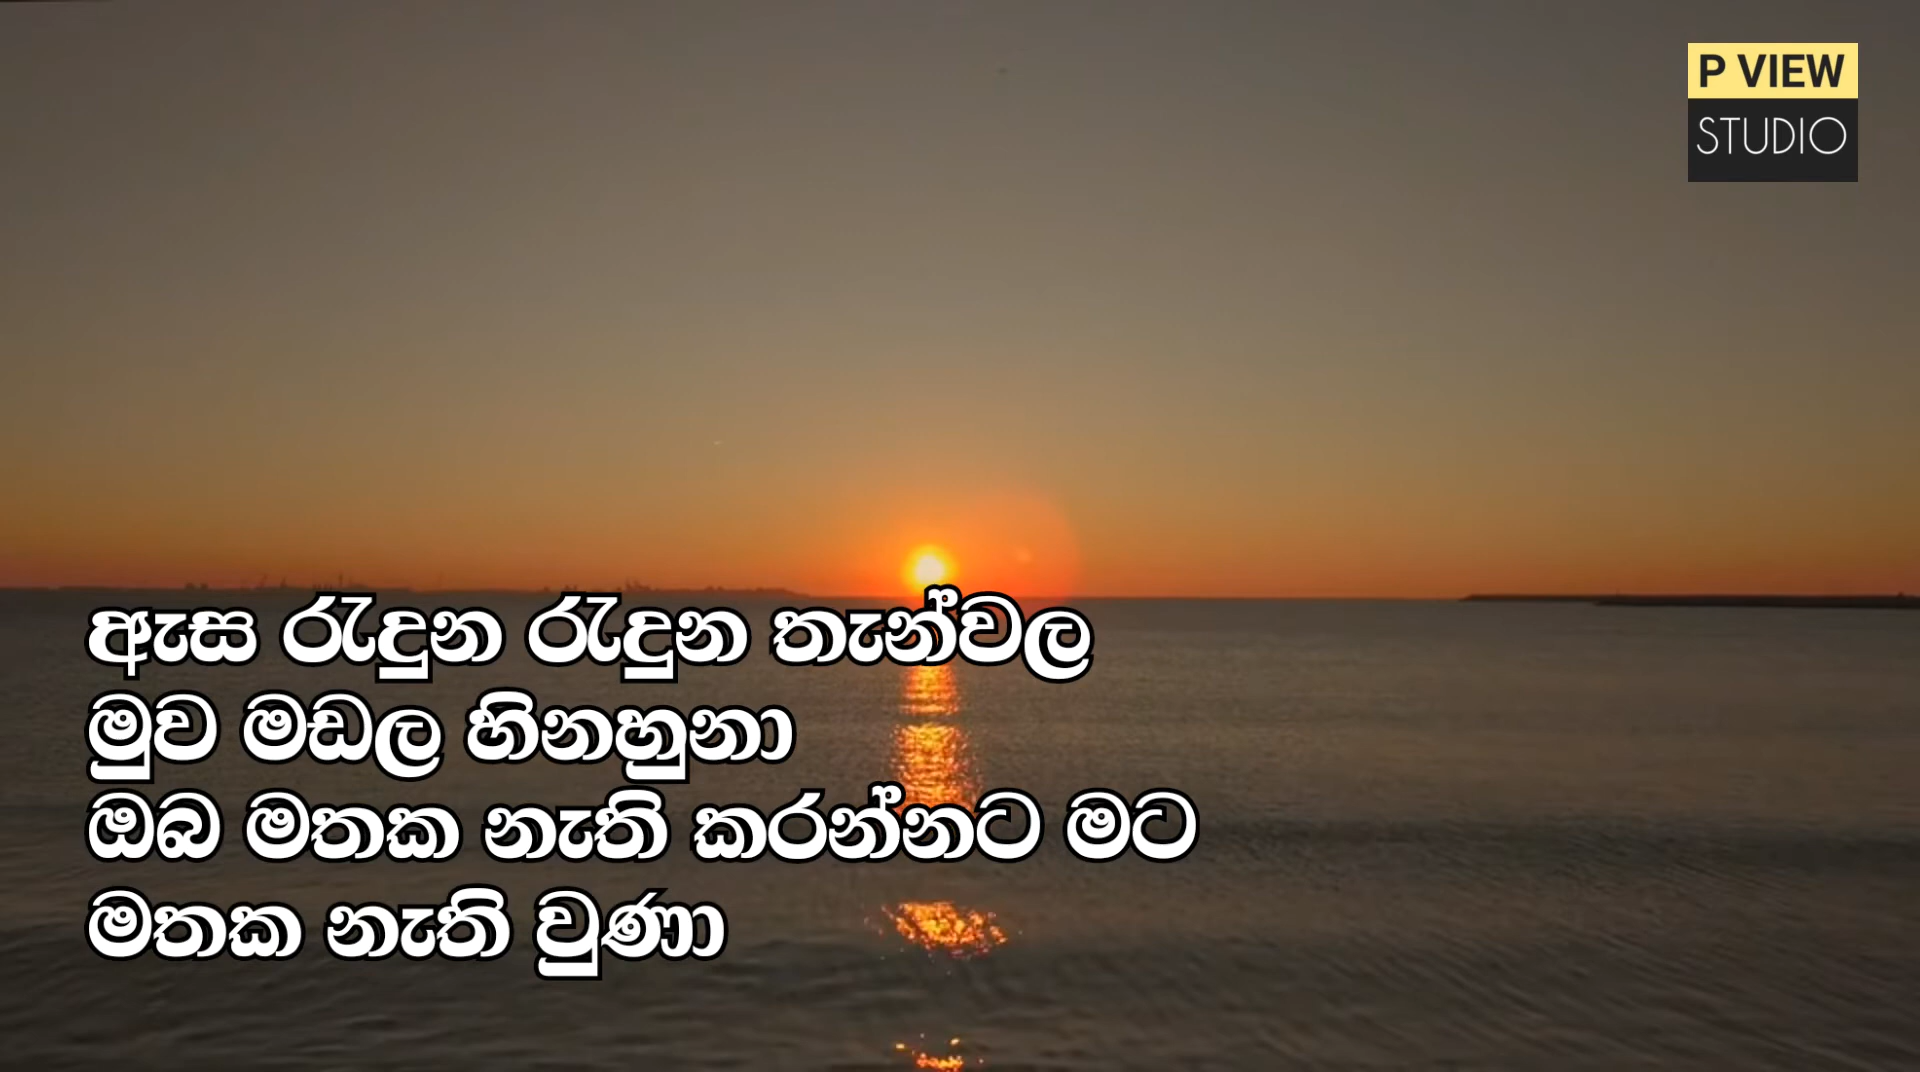 P VIEW
STUDIO
ඇස රැඳුන රැඳුන තැන්වල
මුව මඩල හිනහුනා
ඔබ මතක නැති කරන්නට මට
මතක නැති වුණා